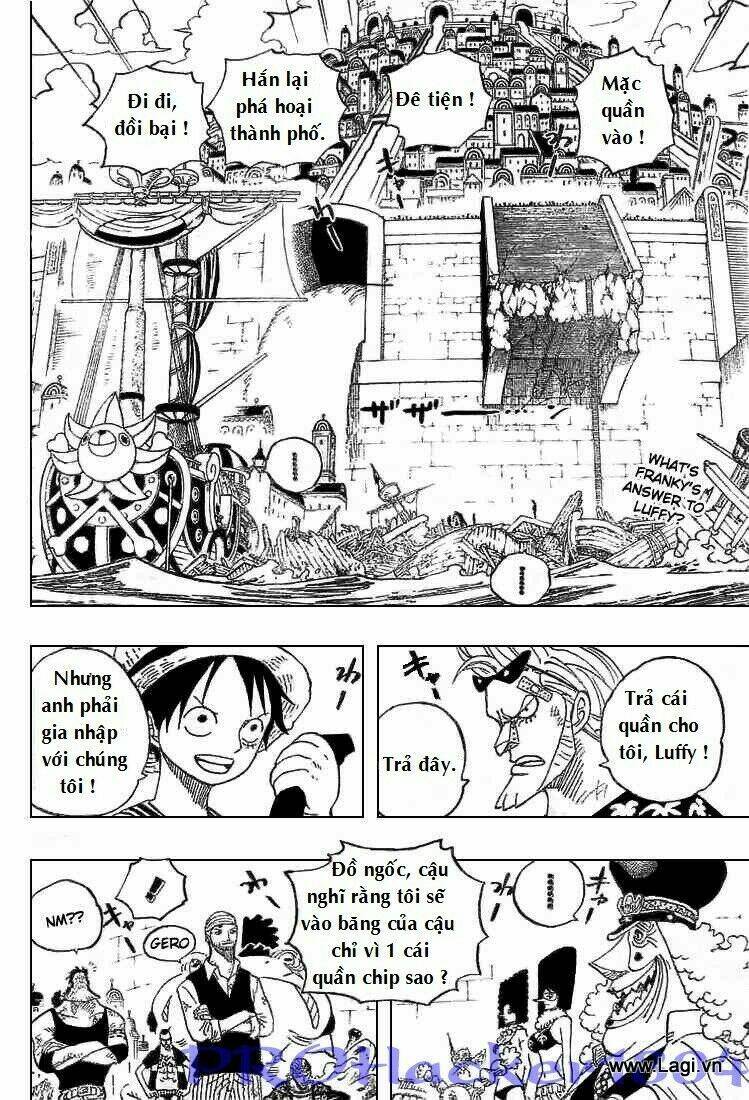 Mặc
quần
vào !
Đê tiện !
Hắn lại
phá hoại
thành phố.
Đi đi,
đồi bại !
ザザ
WHAT'S
FRANKY'S
ANSWER TO
LUFFY?
Trả cái
quần cho
tôi, Luffy !
Trả đây.
Nhưng
anh phải
gia nhập
với chúng
tôi !
Đồ ngốc, cậu
nghĩ rằng tôi sẽ
vào băng của cậu
chỉ vì 1 cái
quần chip sao ?
GERO
NM??
www.Lagi.vn